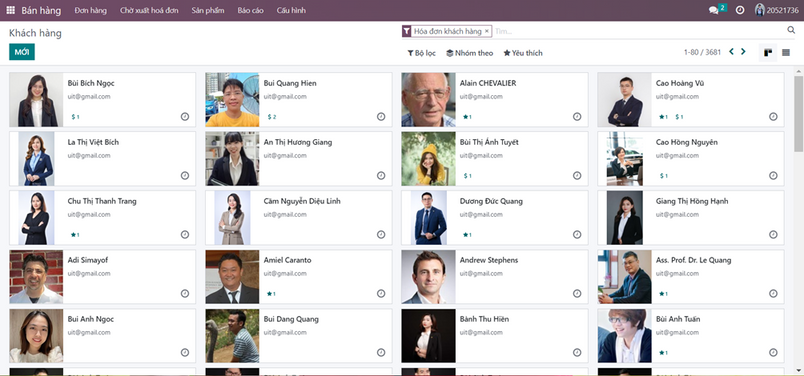 Bán hàng Đơn hàng Chờ xuất hoá đơn Sản phẩm Báo cáo Cấu hình 2 20521736
Khách hàng Hóa đơn khách hàng × Tìm...
MỚI Bộ lọc Nhóm theo Yêu thích 1-80 / 3681
Bùi Bích Ngọc Bui Quang Hien Alain CHEVALIER Cao Hoàng Vũ
uit@gmail.com uit@gmail.com uit@gmail.com uit@gmail.com
$ 1 $ 2 ★1 ★1 $ 1
La Thị Việt Bích An Thị Hương Giang Bùi Thị Ánh Tuyết Cao Hồng Nguyên
uit@gmail.com uit@gmail.com uit@gmail.com uit@gmail.com
$ 1 $ 1
Chu Thị Thanh Trang Cầm Nguyễn Diệu Linh Dương Đức Quang Giang Thị Hồng Hạnh
uit@gmail.com uit@gmail.com uit@gmail.com uit@gmail.com
★1 ★1
Adi Simayof Amiel Caranto Andrew Stephens Ass. Prof. Dr. Le Quang
uit@gmail.com uit@gmail.com uit@gmail.com uit@gmail.com
★1 ★1
Bui Anh Ngoc Bui Dang Quang Bành Thu Hiền Bùi Anh Tuấn
uit@gmail.com uit@gmail.com uit@gmail.com uit@gmail.com
★1